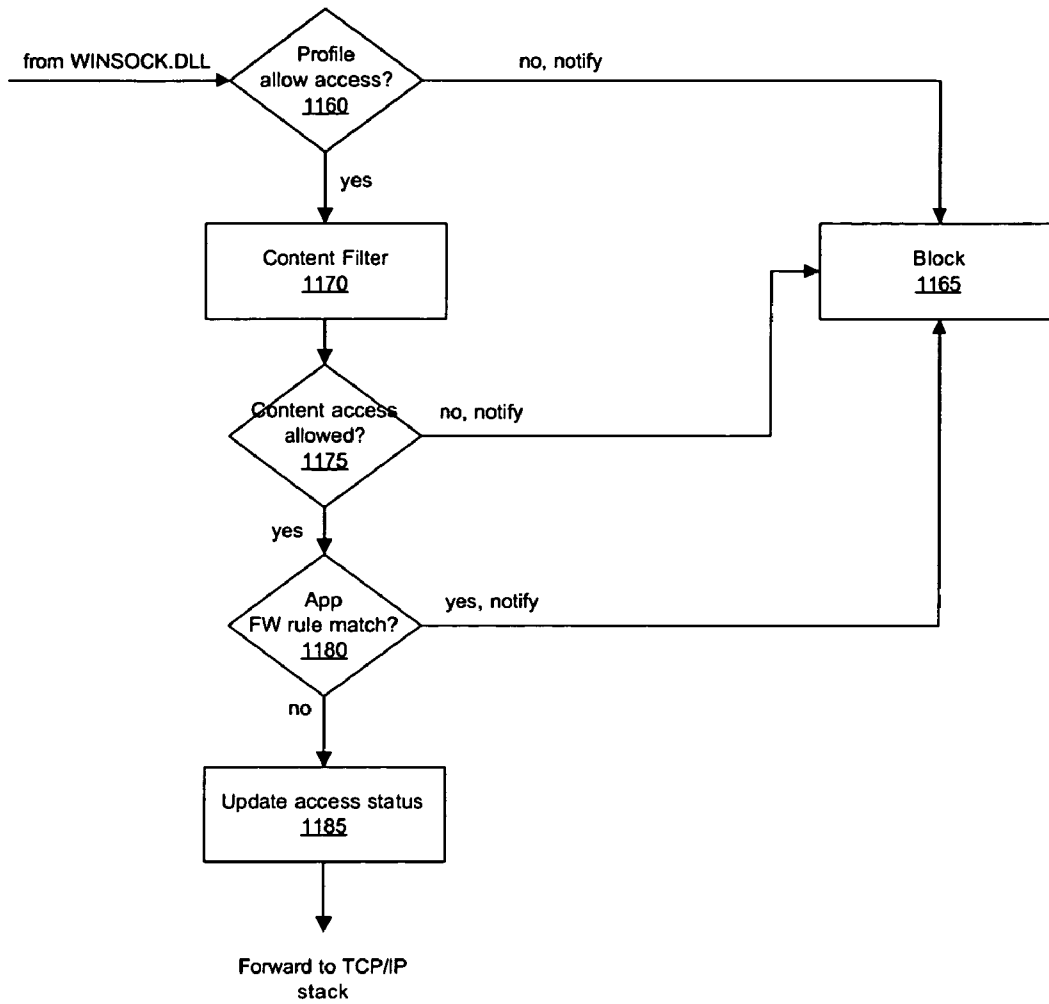 from WINSOCK.DLL
Profile
allow access?
1160
no, notify
yes
Content Filter
1170
Block
1165
Content access
allowed?
1175
no, notify
yes
App
FW rule match?
1180
yes, notify
no
Update access status
1185
Forward to TCP/IP
stack